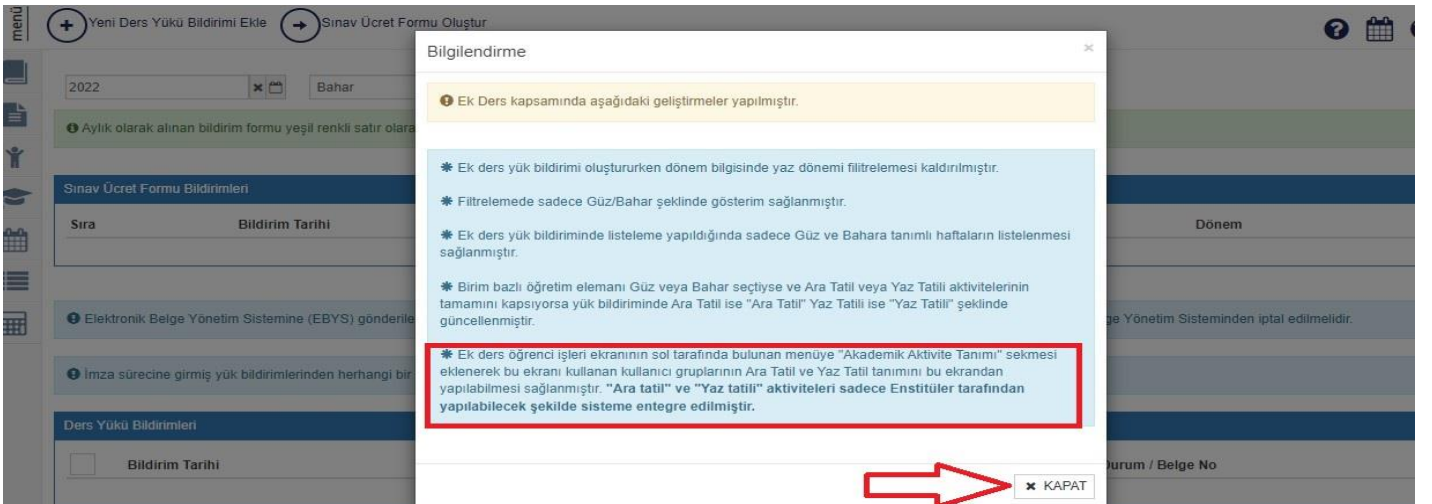 menü
Yeni Ders Yükü Bildirimi Ekle
Sınav Ücret Formu Oluştur
2022
Bahar
Aylık olarak alınan bildirim formu yeşil renkli satır olara
Sınav Ücret Formu Bildirimleri
Sıra
Bildirim Tarihi
Dönem
Elektronik Belge Yönetim Sistemine (EBYS) gönderile
ge Yönetim Sisteminden iptal edilmelidir.
İmza sürecine girmiş yük bildirimlerinden herhangi bir
Ders Yükü Bildirimleri
Bildirim Tarihi
Durum / Belge No
Bilgilendirme
Ek Ders kapsamında aşağıdaki geliştirmeler yapılmıştır.
Ek ders yük bildirimi oluştururken dönem bilgisinde yaz dönemi filitrelemesi kaldırılmıştır.
Filtrelemede sadece Güz/Bahar şeklinde gösterim sağlanmıştır.
Ek ders yük bildiriminde listeleme yapıldığında sadece Güz ve Bahara tanımlı haftaların listelenmesi
sağlanmıştır.
Birim bazlı öğretim elemanı Güz veya Bahar seçtiyse ve Ara Tatil veya Yaz Tatili aktivitelerinin
tamamını kapsıyorsa yük bildiriminde Ara Tatil ise "Ara Tatil" Yaz Tatili ise "Yaz Tatili" şeklinde
güncellenmiştir.
Ek ders öğrenci işleri ekranının sol tarafında bulunan menüye "Akademik Aktivite Tanımı" sekmesi
eklenerek bu ekranı kullanan kullanıcı gruplarının Ara Tatil ve Yaz Tatil tanımını bu ekrandan
yapılabilmesi sağlanmıştır. "Ara tatil" ve "Yaz tatili" aktiviteleri sadece Enstitüler tarafından
yapılabilecek şekilde sisteme entegre edilmiştir.
KAPAT